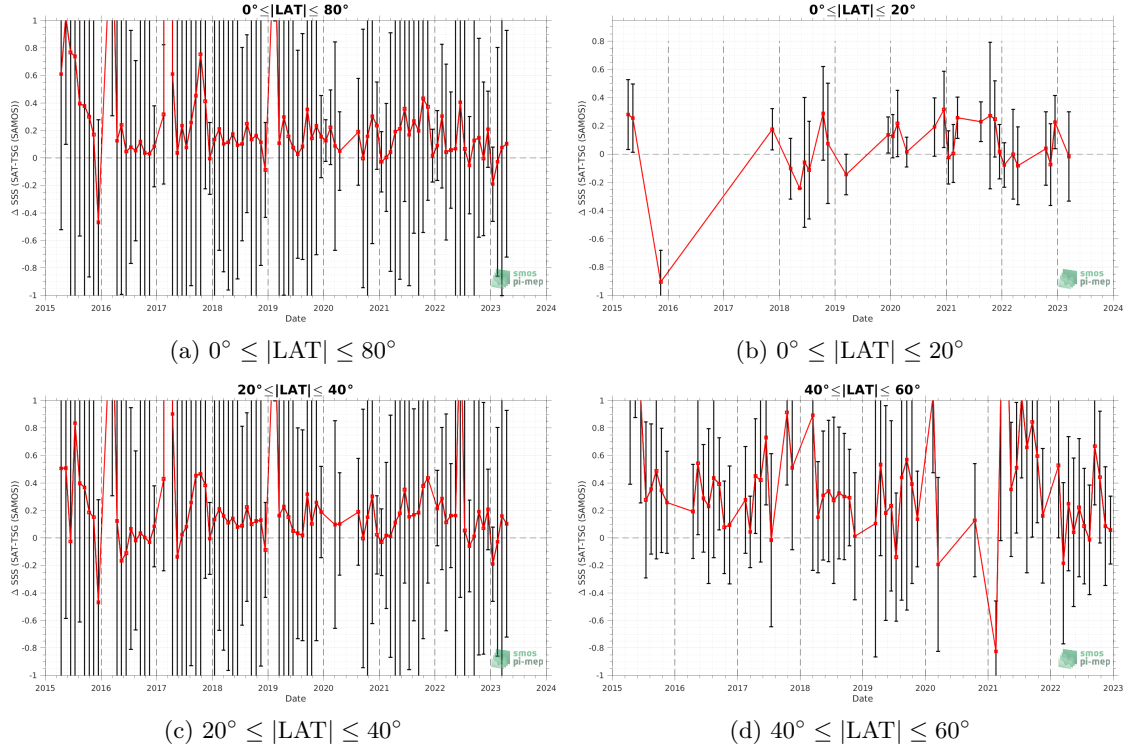 0°≤|LAT|≤ 80°
Δ SSS (SAT-TSG (SAMOS))
1
0.8
0.6
0.4
0.2
0
-0.2
-0.4
-0.6
-0.8
-1
2015 2016 2017 2018 2019 2020 2021 2022 2023 2024
Date
smos
pi-mep
(a) 0° ≤ |LAT| ≤ 80°
0°≤|LAT|≤ 20°
Δ SSS (SAT-TSG (SAMOS))
1
0.8
0.6
0.4
0.2
0
-0.2
-0.4
-0.6
-0.8
-1
2015 2016 2017 2018 2019 2020 2021 2022 2023 2024
Date
smos
pi-mep
(b) 0° ≤ |LAT| ≤ 20°
20°≤|LAT|≤ 40°
Δ SSS (SAT-TSG (SAMOS))
1
0.8
0.6
0.4
0.2
0
-0.2
-0.4
-0.6
-0.8
-1
2015 2016 2017 2018 2019 2020 2021 2022 2023 2024
Date
smos
pi-mep
(c) 20° ≤ |LAT| ≤ 40°
40°≤|LAT|≤ 60°
Δ SSS (SAT-TSG (SAMOS))
1
0.8
0.6
0.4
0.2
0
-0.2
-0.4
-0.6
-0.8
-1
2015 2016 2017 2018 2019 2020 2021 2022 2023
Date
smos
pi-mep
(d) 40° ≤ |LAT| ≤ 60°